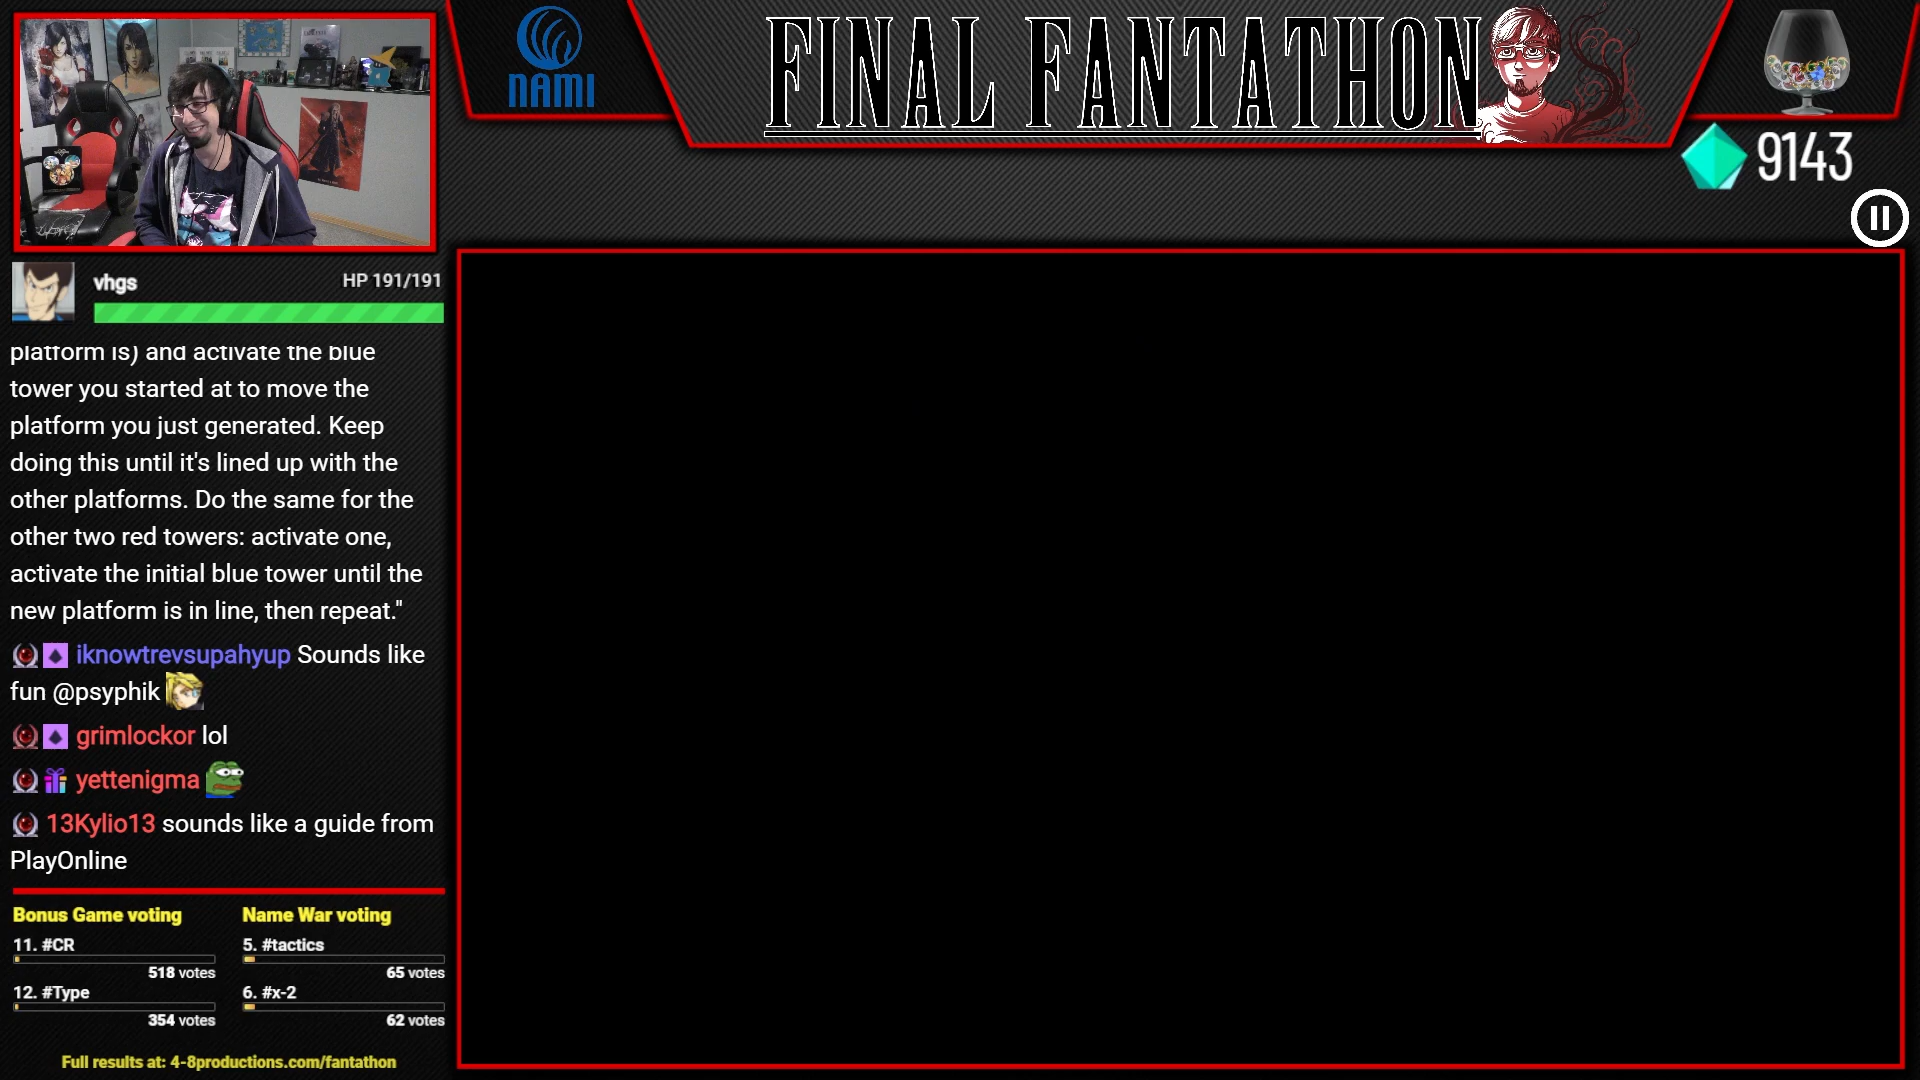 NAMI
FINAL FANTATHON
9143
vhgs
HP 191/191
platform is) and activate the blue
tower you started at to move the
platform you just generated. Keep
doing this until it's lined up with the
other platforms. Do the same for the
other two red towers: activate one,
activate the initial blue tower until the
new platform is in line, then repeat."
iknowtrevsupahyup Sounds like
fun @psyphik
grimlockor lol
yettenigma
13Kylio13 sounds like a guide from
PlayOnline
Bonus Game voting
11. #CR
518 votes
12. #Type
354 votes
Name War voting
5. #tactics
65 votes
6. #x-2
62 votes
Full results at: 4-8productions.com/fantathon